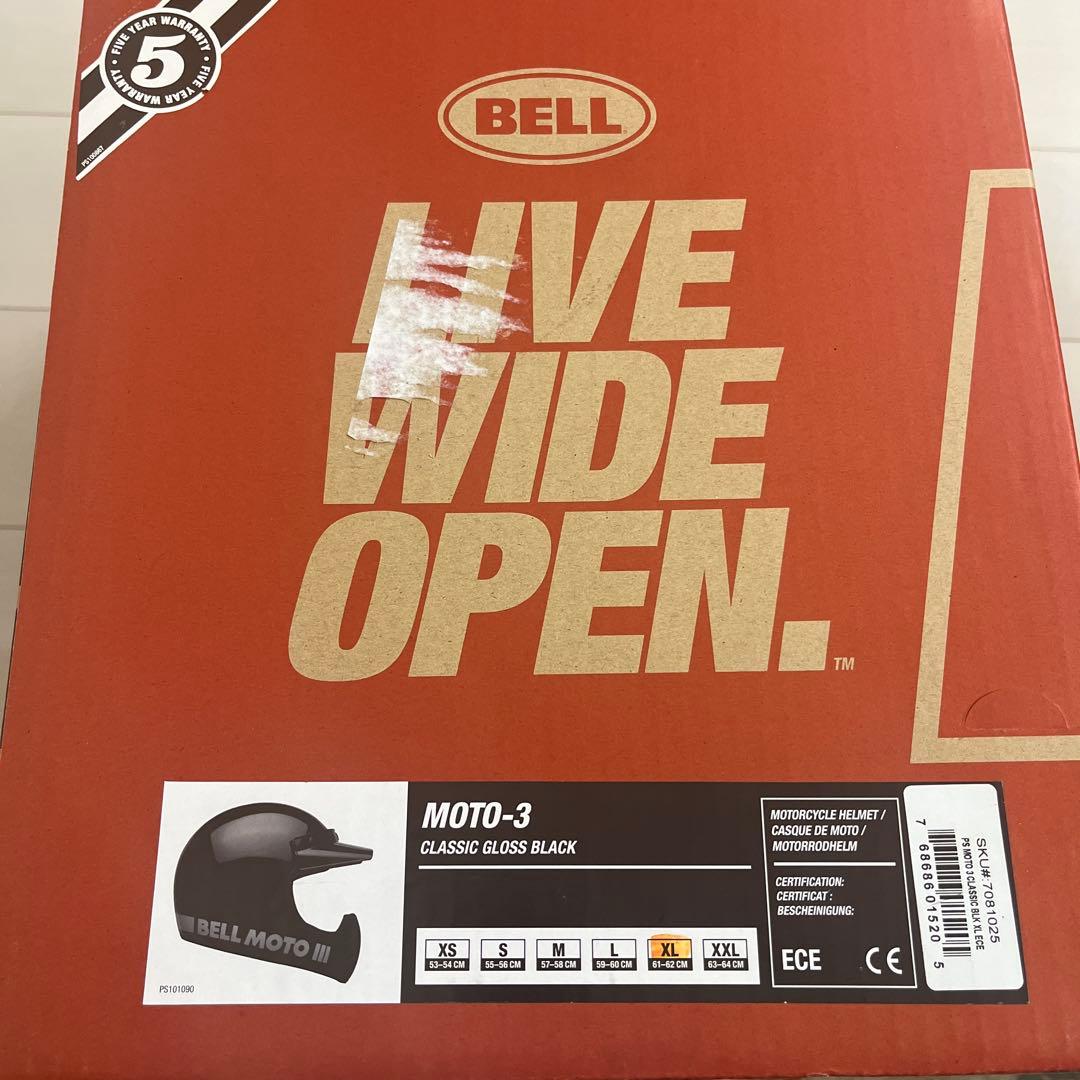 • FIVE YEAR WARRANTY •
5
FIVE YEAR WARRANTY
PS100867
BELL
LIVE
WIDE
OPEN.™
BELL MOTO III
PS101090
MOTO-3
CLASSIC GLOSS BLACK
XS S M L XL XXL
53–54 CM 55–56 CM 57–58 CM 59–60 CM 61–62 CM 63–64 CM
MOTORCYCLE HELMET /
CASQUE DE MOTO /
MOTORRODHELM
CERTIFICATION:
CERTIFICAT :
BESCHEINIGUNG:
ECE CE
SKU#:7081025
PS MOTO 3 CLASSIC BLK XL ECE
7 68686 01520 5